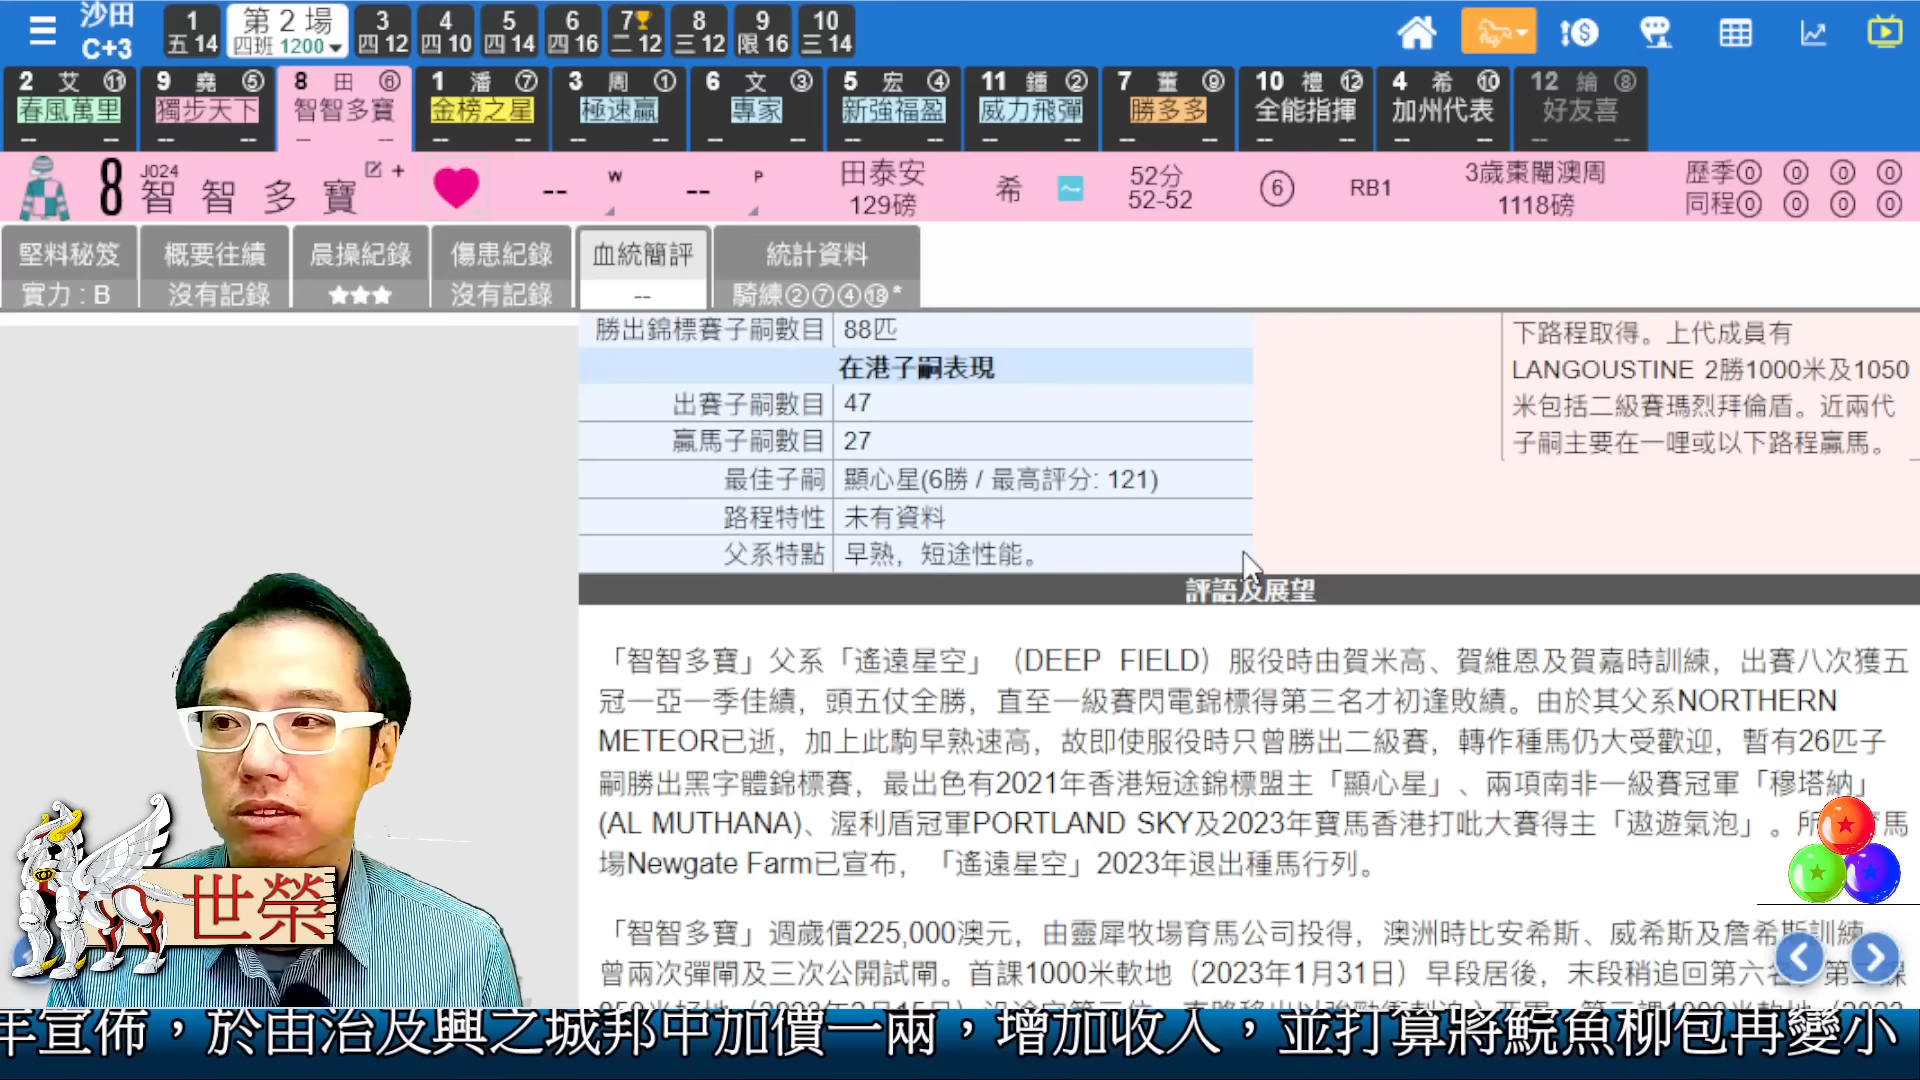 沙田
C+3
1
五 14
第 2 場
四班 1200
3
四 12
4
四 10
5
四 14
6
四 16
7
二 12
8
三 12
9
限 16
10
三 14
2 艾 ⑪
春風萬里
-- --
9 堯 ⑤
獨步天下
-- --
8 田 ⑥
智智多寶
-- --
1 潘 ⑦
金榜之星
-- --
3 周 ①
極速贏
-- --
6 文 ③
專家
-- --
5 宏 ④
新強福盈
-- --
11 鍾 ②
威力飛彈
-- --
7 董 ⑨
勝多多
-- --
10 禮 ⑫
全能指揮
-- --
4 希 ⑩
加州代表
-- --
12 綸 ⑧
好友喜
-- --
8
J024
智智多寶
-- W
-- P
田泰安
129磅
希
52分
52-52
⑥
RB1
3歲棗閹澳周
1118磅
歷季⓪ ⓪ ⓪ ⓪
同程⓪ ⓪ ⓪ ⓪
堅料秘笈
實力 : B
概要往績
沒有記錄
晨操紀錄
★★★
傷患紀錄
沒有記錄
血統簡評
--
統計資料
騎練②⑦④⑱*
勝出錦標賽子嗣數目 88匹
在港子嗣表現
出賽子嗣數目 47
贏馬子嗣數目 27
最佳子嗣 顯心星(6勝 / 最高評分: 121)
路程特性 未有資料
父系特點 早熟，短途性能。
下路程取得。上代成員有
LANGOUSTINE 2勝1000米及1050
米包括二級賽瑪烈拜倫盾。近兩代
子嗣主要在一哩或以下路程贏馬。
評語及展望
「智智多寶」父系「遙遠星空」（DEEP FIELD）服役時由賀米高、賀維恩及賀嘉時訓練，出賽八次獲五
冠一亞一季佳績，頭五仗全勝，直至一級賽閃電錦標得第三名才初逢敗績。由於其父系NORTHERN
METEOR已逝，加上此駒早熟速高，故即使服役時只曾勝出二級賽，轉作種馬仍大受歡迎，暫有26匹子
嗣勝出黑字體錦標賽，最出色有2021年香港短途錦標盟主「顯心星」、兩項南非一級賽冠軍「穆塔納」
(AL MUTHANA)、渥利盾冠軍PORTLAND SKY及2023年寶馬香港打吡大賽得主「遨遊氣泡」。所 育馬
場Newgate Farm已宣布，「遙遠星空」2023年退出種馬行列。
「智智多寶」週歲價225,000澳元，由靈犀牧場育馬公司投得，澳洲時比安希斯、威希斯及詹希斯訓練
曾兩次彈閘及三次公開試閘。首課1000米軟地（2023年1月31日）早段居後，末段稍追回第六名 第 課
世榮
年宣佈，於由治及興之城邦中加價一兩，增加收入，並打算將鯇魚柳包再變小